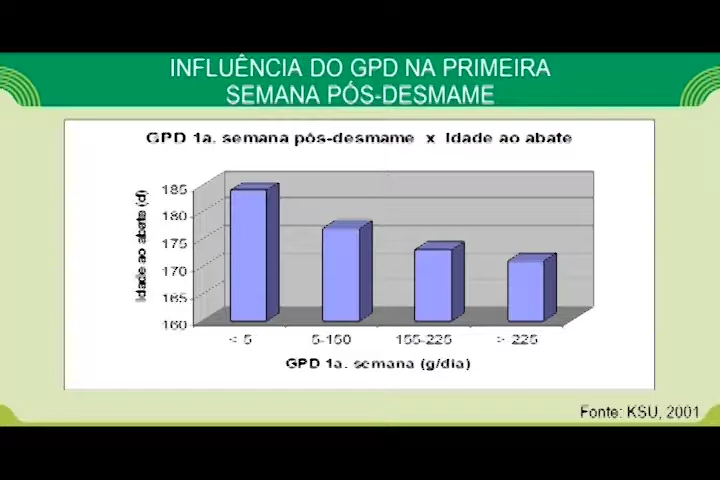 INFLUÊNCIA DO GPD NA PRIMEIRA
SEMANA PÓS-DESMAME
GPD 1a. semana pós-desmame x Idade ao abate
Idade ao abate (d)
185
180
175
170
165
160
< 5
5-150
155-225
> 225
GPD 1a. semana (g/dia)
Fonte: KSU, 2001